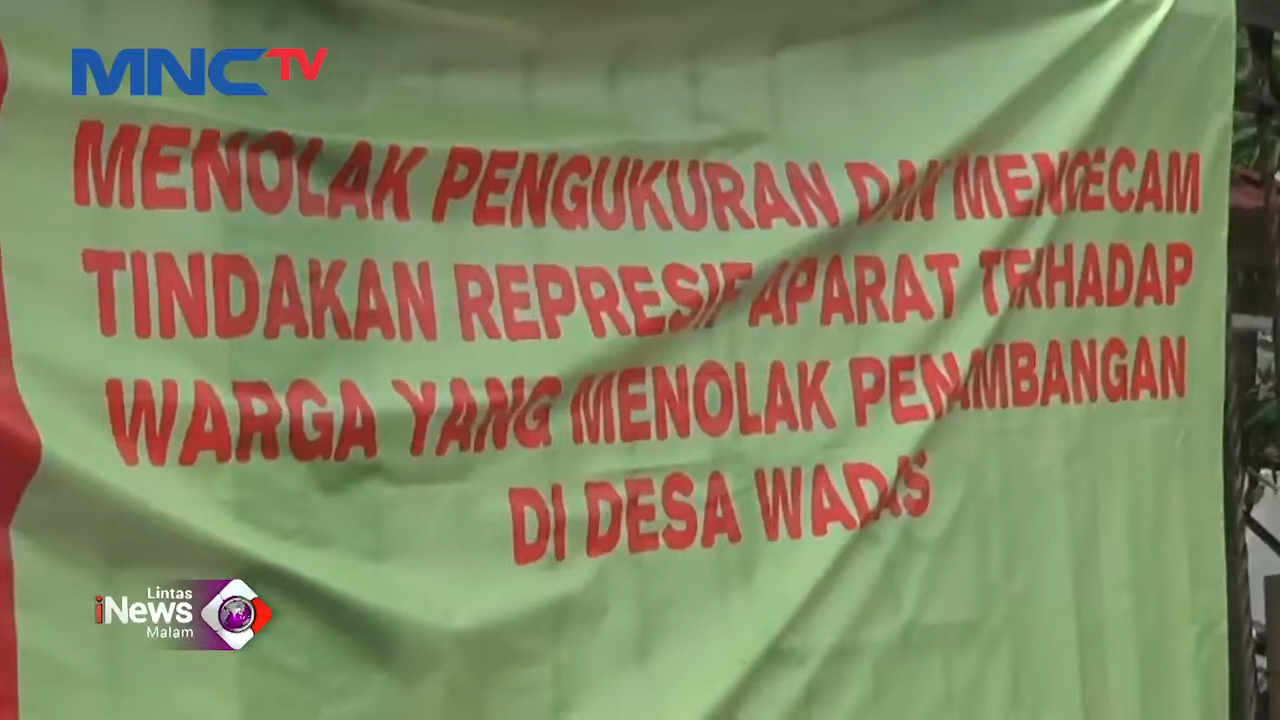 MNCTV
MENOLAK PENGUKURAN DAN MENGECAM
TINDAKAN REPRESIF APARAT TERHADAP
WARGA YANG MENOLAK PENAMBANGAN
DI DESA WADAS
Lintas
iNews
Malam